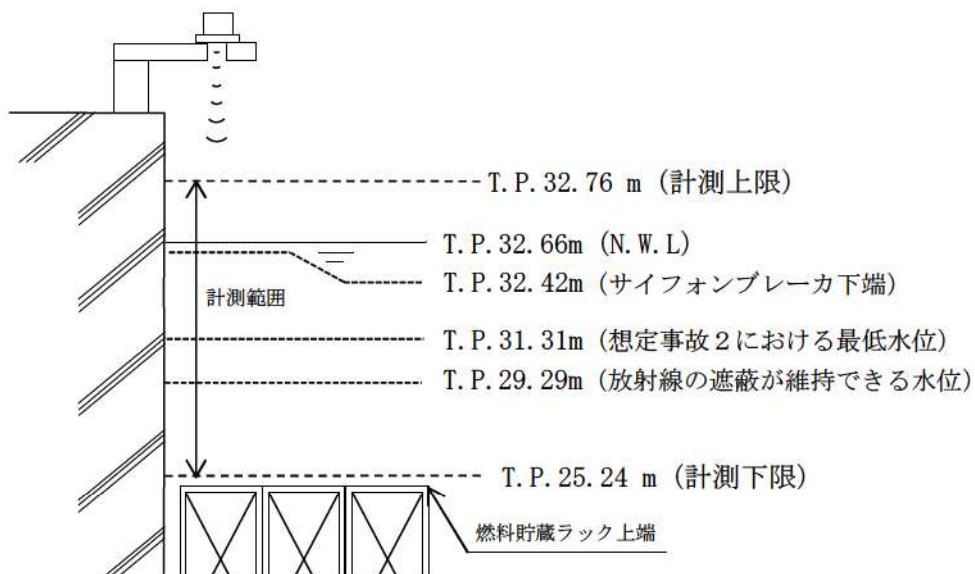 T.P.32.76 m (計測上限)
T.P.32.66m (N.W.L)
T.P.32.42m (サイフォンブレーカ下端)
計測範囲
T.P.31.31m (想定事故2における最低水位)
T.P.29.29m (放射線の遮蔽が維持できる水位)
T.P.25.24 m (計測下限)
燃料貯蔵ラック上端